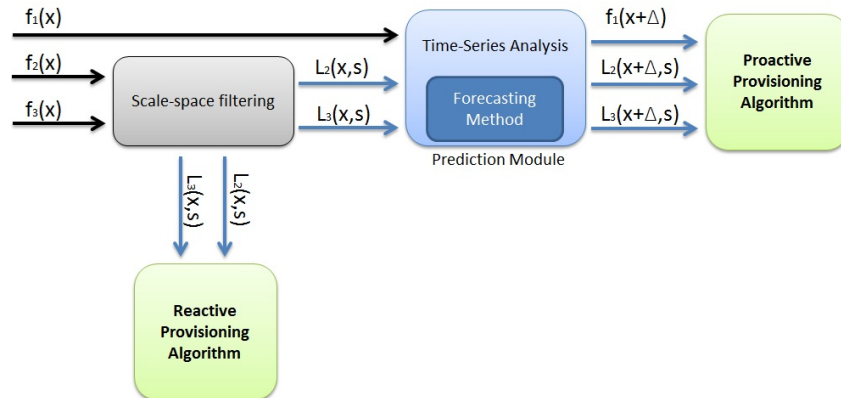 f₁(x)
f₂(x)
f₃(x)
Scale-space filtering
L₂(x,s)
L₃(x,s)
Time-Series Analysis
Forecasting
Method
Prediction Module
f₁(x+Δ)
L₂(x+Δ,s)
L₃(x+Δ,s)
Proactive
Provisioning
Algorithm
L₃(x,s)
L₂(x,s)
Reactive
Provisioning
Algorithm